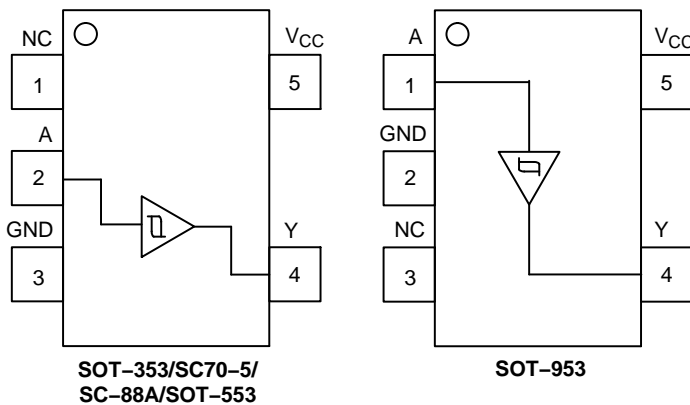 NC
1
A
2
GND
3
VCC
5
Y
4
SOT–353/SC70–5/
SC–88A/SOT–553
A
1
GND
2
NC
3
VCC
5
Y
4
SOT–953